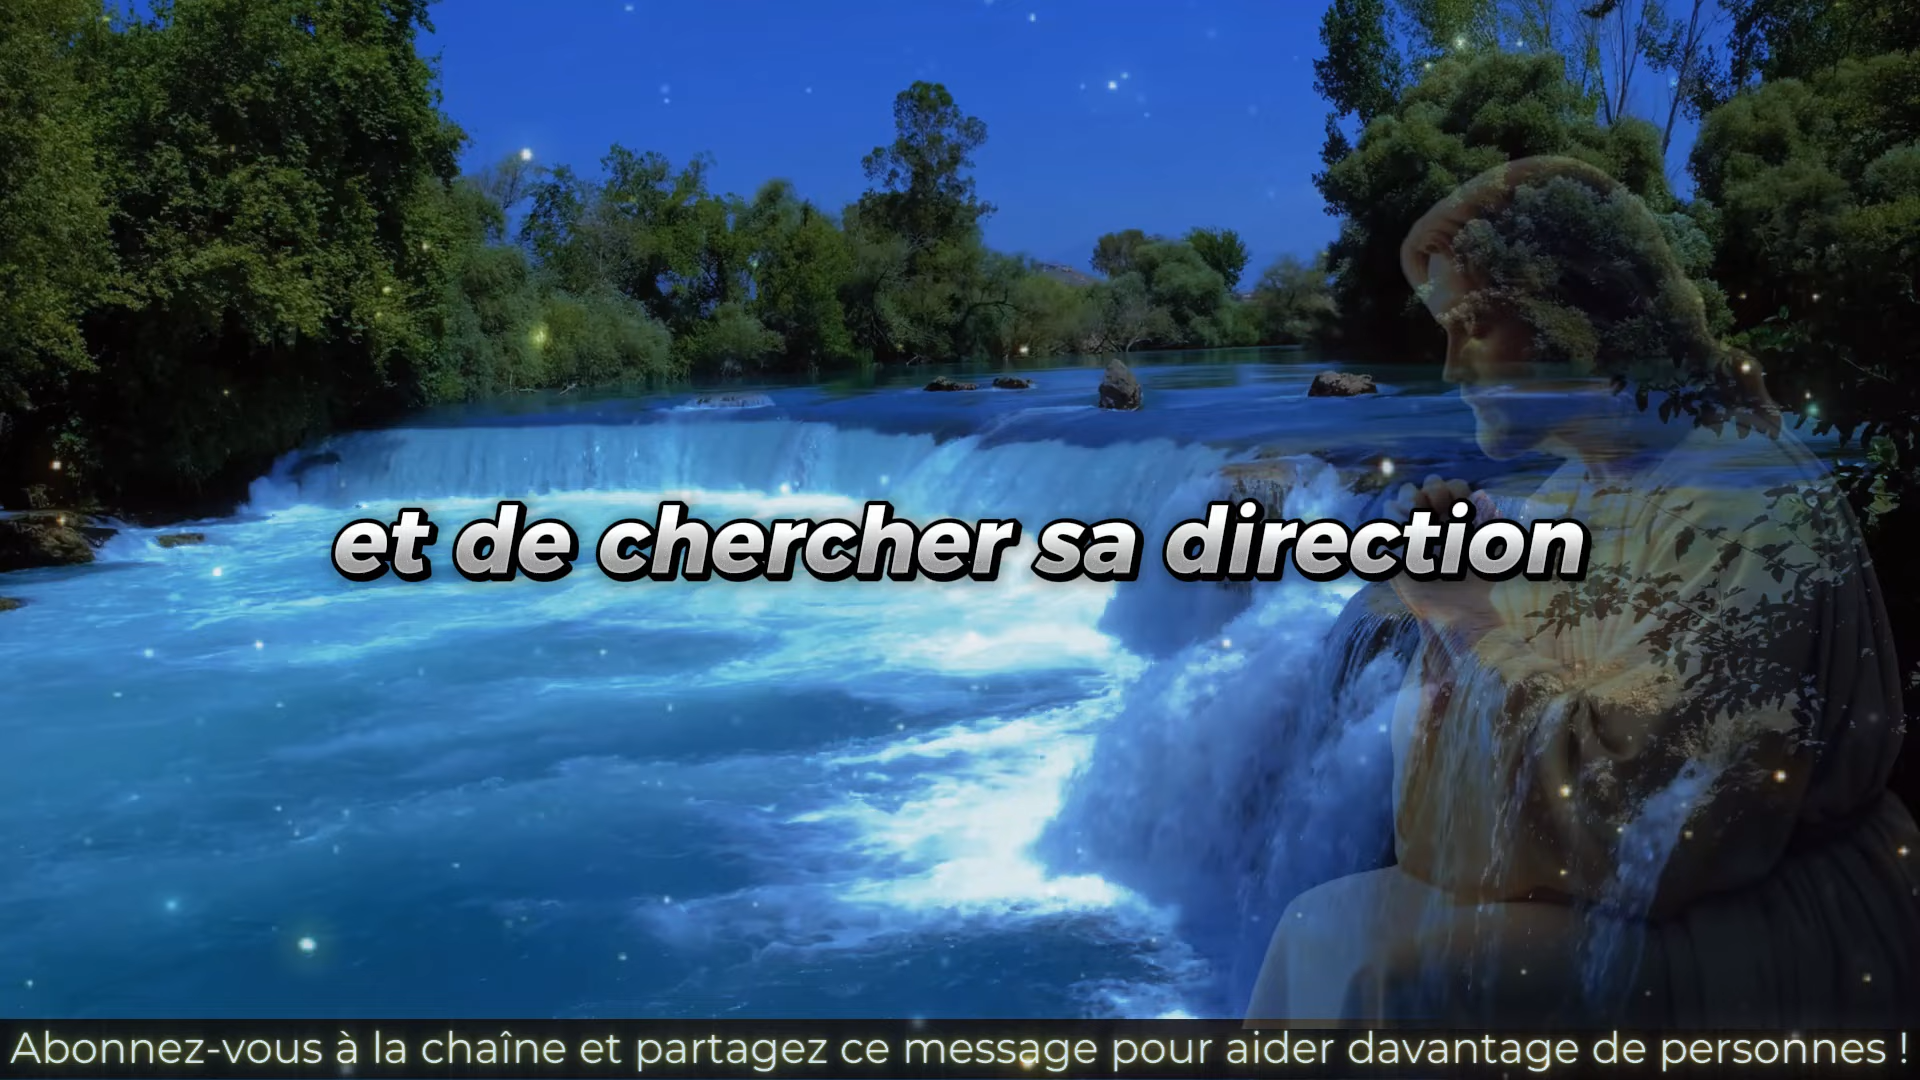 et de chercher sa direction
Abonnez-vous à la chaîne et partagez ce message pour aider davantage de personnes !